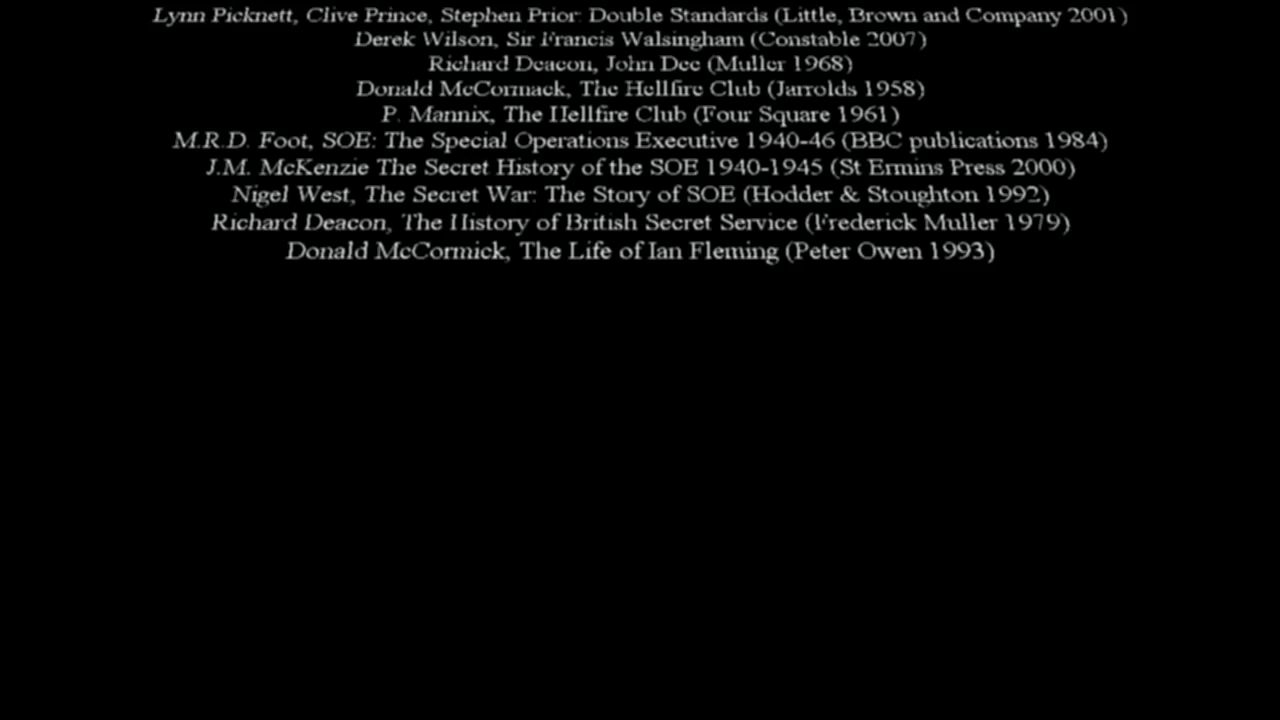 Lynn Picknett, Clive Prince, Stephen Prior: Double Standards (Little, Brown and Company 2001)
Derek Wilson, Sir Francis Walsingham (Constable 2007)
Richard Deacon, John Dee (Muller 1968)
Donald McCormack, The Hellfire Club (Jarrolds 1958)
P. Mannix, The Hellfire Club (Four Square 1961)
M.R.D. Foot, SOE: The Special Operations Executive 1940-46 (BBC publications 1984)
J.M. McKenzie The Secret History of the SOE 1940-1945 (St Ermins Press 2000)
Nigel West, The Secret War: The Story of SOE (Hodder & Stoughton 1992)
Richard Deacon, The History of British Secret Service (Frederick Muller 1979)
Donald McCormick, The Life of Ian Fleming (Peter Owen 1993)